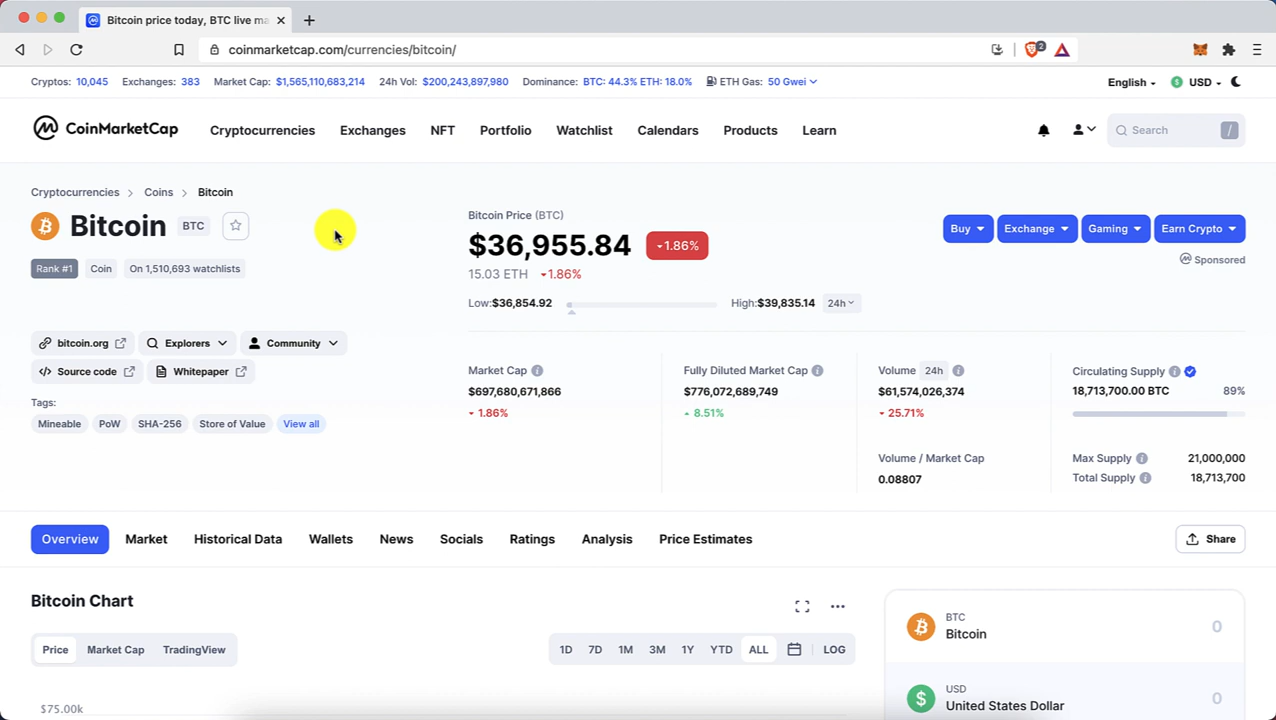 Bitcoin price today, BTC live ma
coinmarketcap.com/currencies/bitcoin/
2
Cryptos: 10,045 Exchanges: 383 Market Cap: $1,565,110,683,214 24h Vol: $200,243,897,980 Dominance: BTC: 44.3% ETH: 18.0% ETH Gas: 50 Gwei English USD
CoinMarketCap Cryptocurrencies Exchanges NFT Portfolio Watchlist Calendars Products Learn Search /
Cryptocurrencies > Coins > Bitcoin
Bitcoin BTC
Rank #1 Coin On 1,510,693 watchlists
bitcoin.org Explorers Community
Source code Whitepaper
Tags:
Mineable PoW SHA-256 Store of Value View all
Bitcoin Price (BTC)
$36,955.84 1.86%
15.03 ETH 1.86%
Low:$36,854.92 High:$39,835.14 24h
Buy Exchange Gaming Earn Crypto
Sponsored
Market Cap
$697,680,671,866
1.86%
Fully Diluted Market Cap
$776,072,689,749
8.51%
Volume 24h
$61,574,026,374
25.71%
Volume / Market Cap
0.08807
Circulating Supply
18,713,700.00 BTC 89%
Max Supply 21,000,000
Total Supply 18,713,700
Overview Market Historical Data Wallets News Socials Ratings Analysis Price Estimates Share
Bitcoin Chart
Price Market Cap TradingView 1D 7D 1M 3M 1Y YTD ALL LOG
$75.00k
BTC
Bitcoin 0
USD
United States Dollar 0